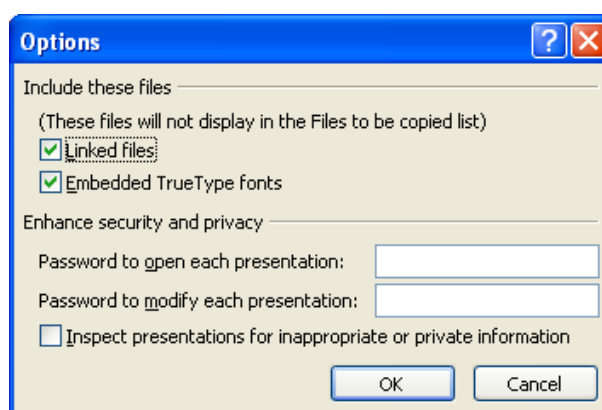 Options
Include these files
(These files will not display in the Files to be copied list)
Linked files
Embedded TrueType fonts
Enhance security and privacy
Password to open each presentation:
Password to modify each presentation:
Inspect presentations for inappropriate or private information
OK Cancel